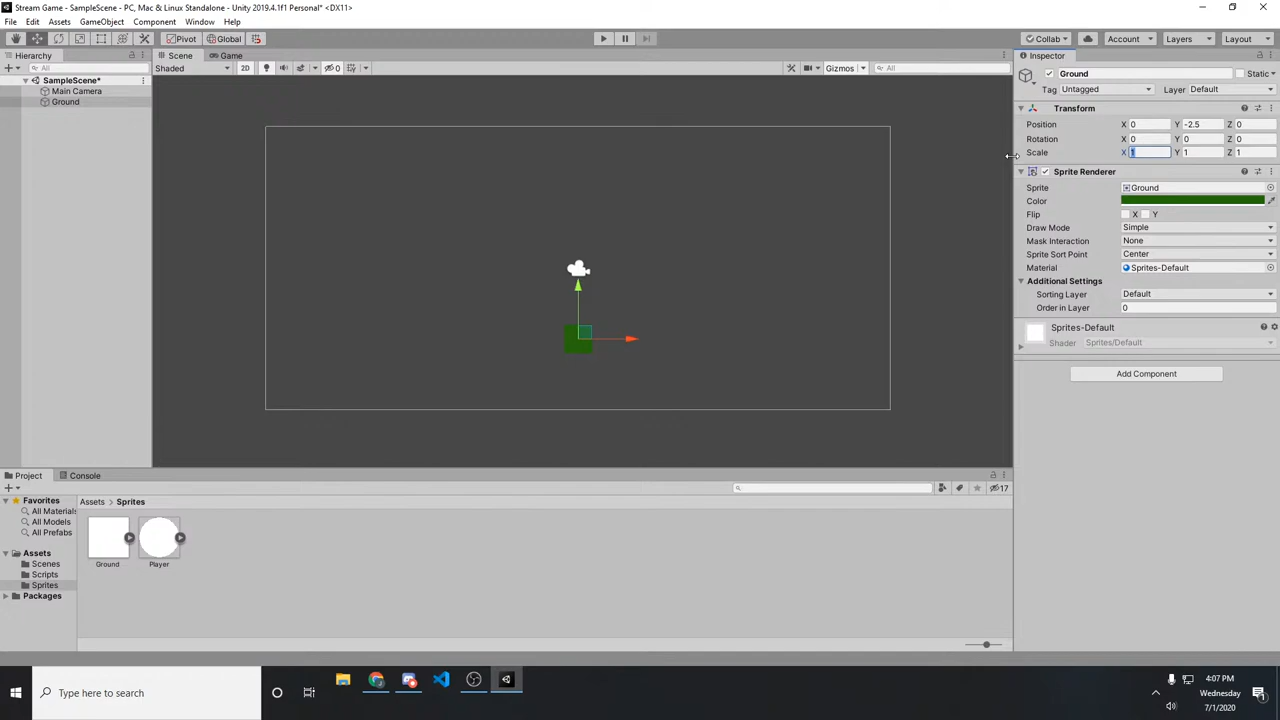 Stream Game - SampleScene - PC, Mac & Linux Standalone - Unity 2019.4.1f1 Personal* <DX11>
File Edit Assets GameObject Component Window Help
Pivot Global Collab Account Layers Layout
Hierarchy Scene Game Inspector
All Shaded 2D 0 Gizmos All Ground Static
SampleScene*
Main Camera
Ground
Tag Untagged Layer Default
Transform
Position X 0 Y -2.5 Z 0
Rotation X 0 Y 0 Z 0
Scale X 1 Y 1 Z 1
Sprite Renderer
Sprite Ground
Color
Flip X Y
Draw Mode Simple
Mask Interaction None
Sprite Sort Point Center
Material Sprites-Default
Additional Settings
Sorting Layer Default
Order in Layer 0
Sprites-Default
Shader Sprites/Default
Add Component
Project Console
17
Favorites
All Materials
All Models
All Prefabs
Assets
Scenes
Scripts
Sprites
Packages
Assets > Sprites
Ground Player
Type here to search
4:07 PM
Wednesday
7/1/2020
1